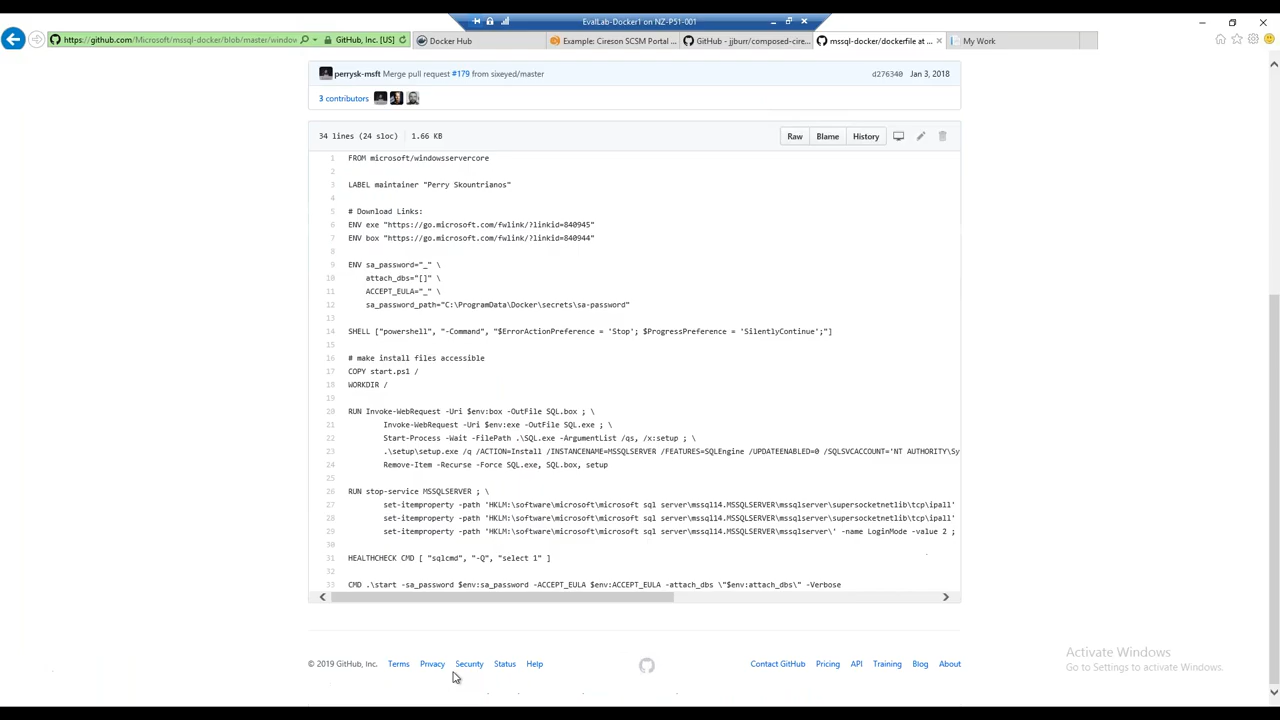 EvalLab-Docker1 on NZ-P51-001
https://github.com/Microsoft/mssql-docker/blob/master/window
GitHub, Inc. [US]
Docker Hub
Example: Cireson SCSM Portal ...
GitHub - jjburr/composed-cire...
mssql-docker/dockerfile at ...
My Work
perrysk-msft Merge pull request #179 from sixeyed/master
d276340 Jan 3, 2018
3 contributors
34 lines (24 sloc) | 1.66 KB
Raw
Blame
History
1 FROM microsoft/windowsservercore
2
3 LABEL maintainer "Perry Skountrianos"
4
5 # Download Links:
6 ENV exe "https://go.microsoft.com/fwlink/?linkid=840945"
7 ENV box "https://go.microsoft.com/fwlink/?linkid=840944"
8
9 ENV sa_password="_" \
10 attach_dbs="[]" \
11 ACCEPT_EULA="_" \
12 sa_password_path="C:\ProgramData\Docker\secrets\sa-password"
13
14 SHELL ["powershell", "-Command", "$ErrorActionPreference = 'Stop'; $ProgressPreference = 'SilentlyContinue';"]
15
16 # make install files accessible
17 COPY start.ps1 /
18 WORKDIR /
19
20 RUN Invoke-WebRequest -Uri $env:box -OutFile SQL.box ; \
21 Invoke-WebRequest -Uri $env:exe -OutFile SQL.exe ; \
22 Start-Process -Wait -FilePath .\SQL.exe -ArgumentList /qs, /x:setup ; \
23 .\setup\setup.exe /q /ACTION=Install /INSTANCENAME=MSSQLSERVER /FEATURES=SQLEngine /UPDATEENABLED=0 /SQLSVCACCOUNT='NT AUTHORITY\Sy
24 Remove-Item -Recurse -Force SQL.exe, SQL.box, setup
25
26 RUN stop-service MSSQLSERVER ; \
27 set-itemproperty -path 'HKLM:\software\microsoft\microsoft sql server\mssql14.MSSQLSERVER\mssqlserver\supersocketnetlib\tcp\ipall'
28 set-itemproperty -path 'HKLM:\software\microsoft\microsoft sql server\mssql14.MSSQLSERVER\mssqlserver\supersocketnetlib\tcp\ipall'
29 set-itemproperty -path 'HKLM:\software\microsoft\microsoft sql server\mssql14.MSSQLSERVER\mssqlserver\' -name LoginMode -value 2 ;
30
31 HEALTHCHECK CMD [ "sqlcmd", "-Q", "select 1" ]
32
33 CMD .\start -sa_password $env:sa_password -ACCEPT_EULA $env:ACCEPT_EULA -attach_dbs \"$env:attach_dbs\" -Verbose
© 2019 GitHub, Inc.
Terms
Privacy
Security
Status
Help
Contact GitHub
Pricing
API
Training
Blog
About
Activate Windows
Go to Settings to activate Windows.